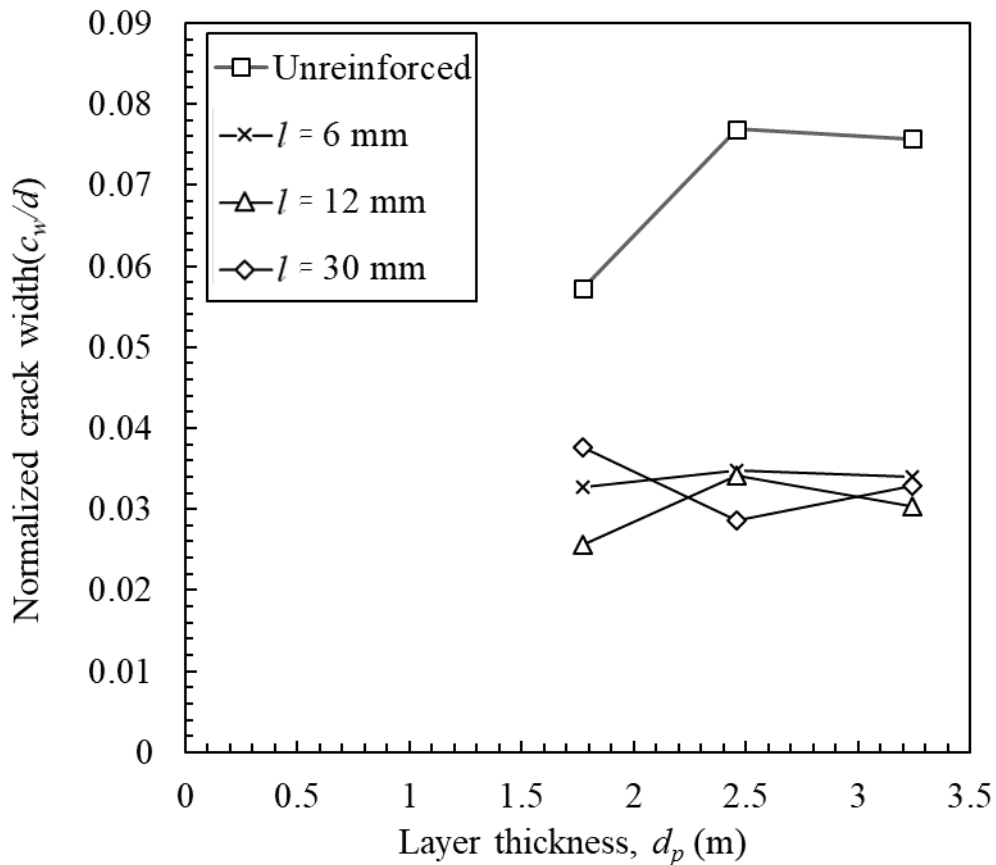 0.09
0.08
0.07
0.06
0.05
0.04
0.03
0.02
0.01
0
Normalized crack width(c_w/d)
Unreinforced
l = 6 mm
l = 12 mm
l = 30 mm
0 0.5 1 1.5 2 2.5 3 3.5
Layer thickness, d_p (m)